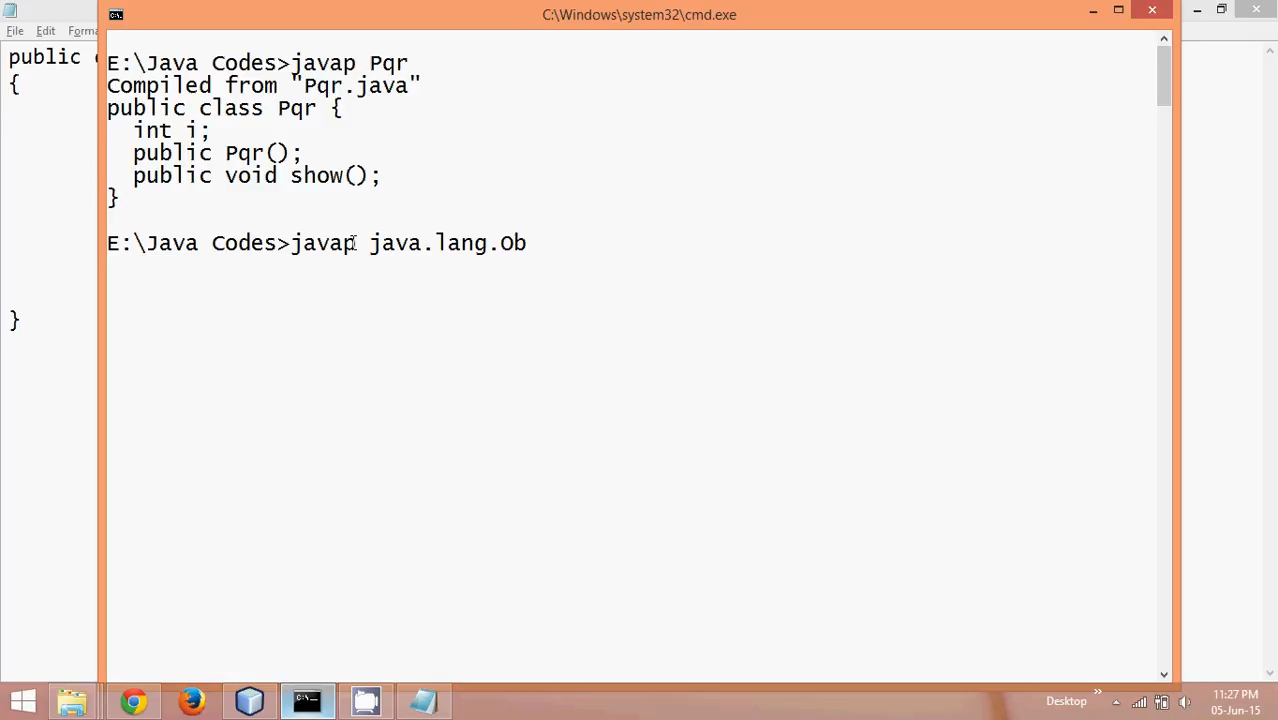 C:\Windows\system32\cmd.exe
File Edit Forma
public
{
}
E:\Java Codes>javap Pqr
Compiled from "Pqr.java"
public class Pqr {
int i;
public Pqr();
public void show();
}
E:\Java Codes>javap java.lang.Ob
Desktop
11:27 PM
05-Jun-15